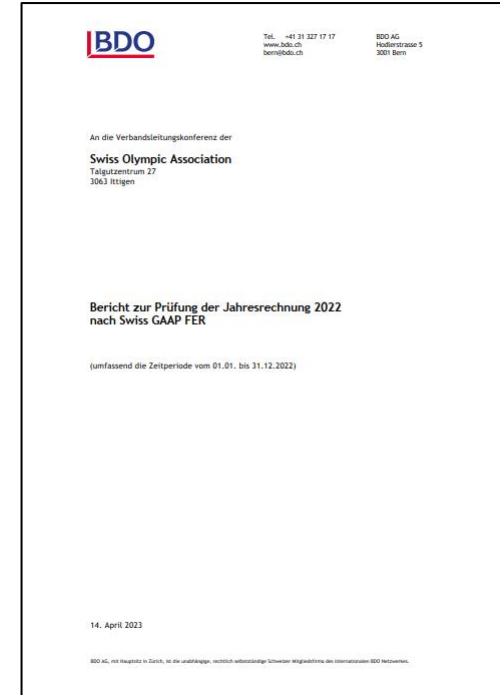 BDO
Tel. +41 31 327 17 17
www.bdo.ch
bern@bdo.ch
BDO AG
Hodlerstrasse 5
3001 Bern
An die Verbandsleitungskonferenz der
Swiss Olympic Association
Talgutzentrum 27
3063 Ittigen
Bericht zur Prüfung der Jahresrechnung 2022
nach Swiss GAAP FER
(umfassend die Zeitperiode vom 01.01. bis 31.12.2022)
14. April 2023
BDO AG, mit Hauptsitz in Zürich, ist die unabhängige, rechtlich selbstständige Schweizer Mitgliedsfirma des internationalen BDO Netzwerkes.